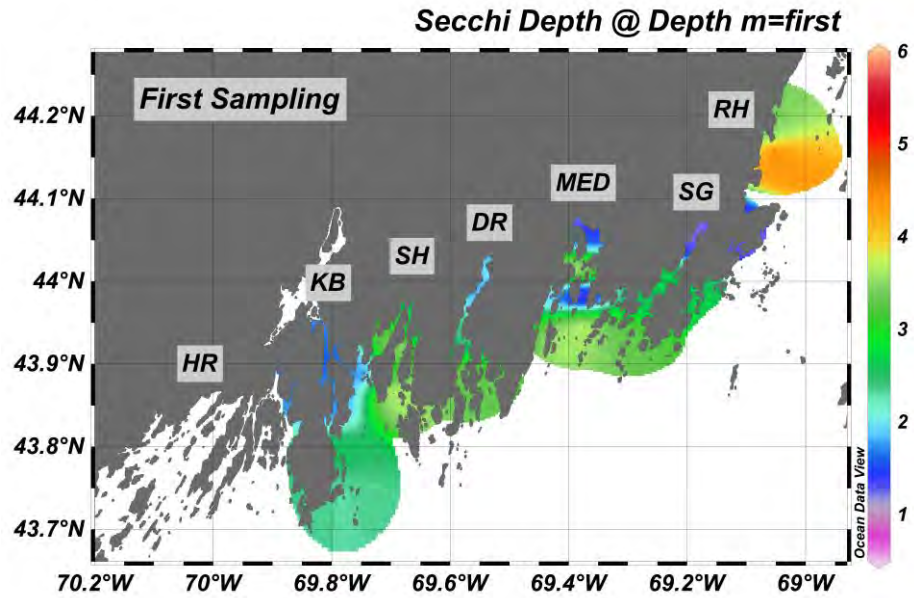 Secchi Depth @ Depth m=first
First Sampling
RH
MED
SG
DR
SH
KB
HR
44.2°N
44.1°N
44°N
43.9°N
43.8°N
43.7°N
70.2°W
70°W
69.8°W
69.6°W
69.4°W
69.2°W
69°W
6
5
4
3
2
1
Ocean Data View